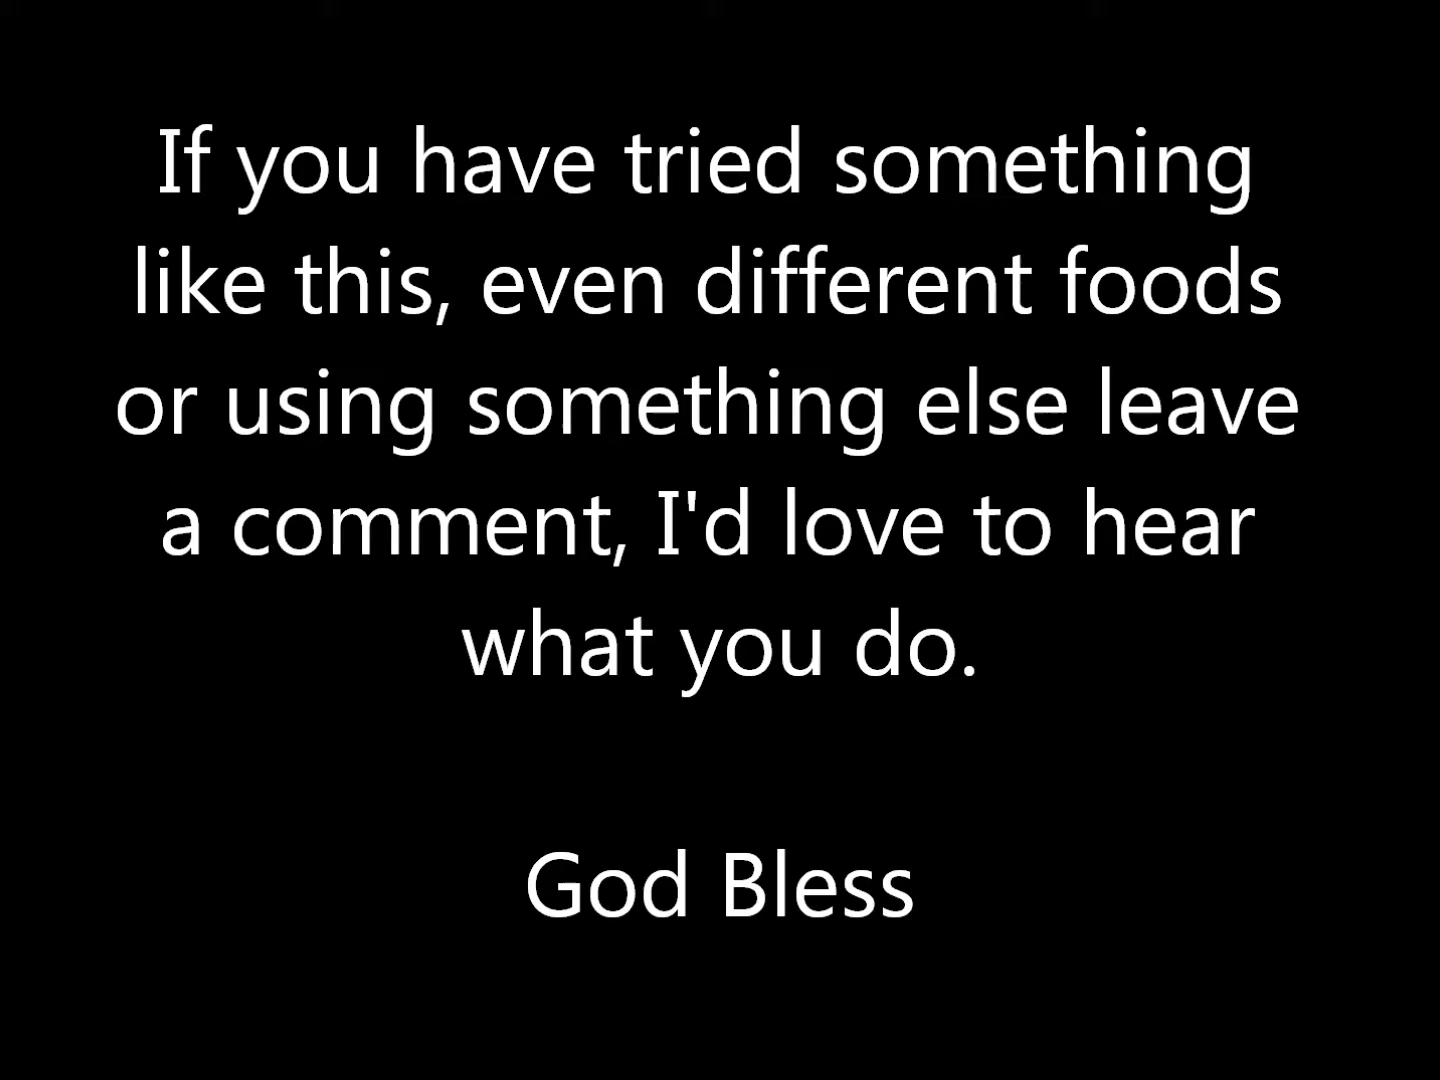 If you have tried something
like this, even different foods
or using something else leave
a comment, I'd love to hear
what you do.
God Bless